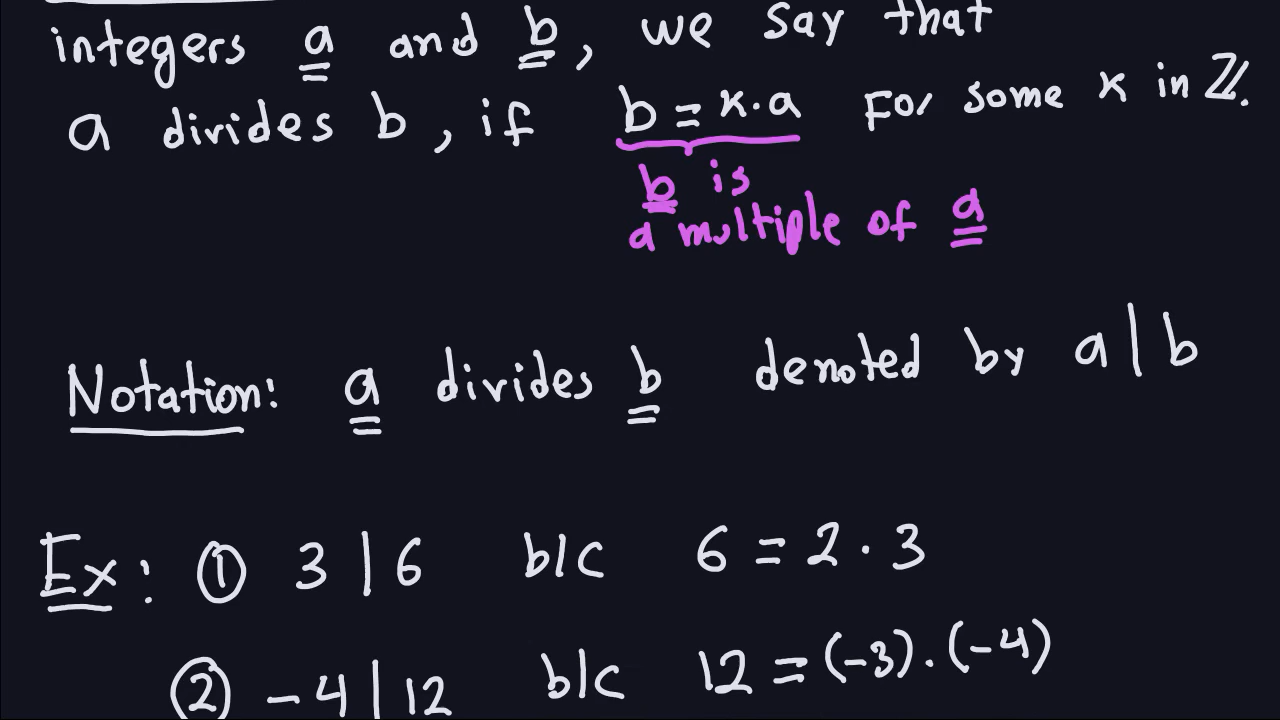 integers a and b, we say that
a divides b, if b = k·a For some k in ℤ.
b is
a multiple of a
Notation: a divides b denoted by a | b
Ex: ① 3 | 6 b/c 6 = 2 · 3
② -4 | 12 b/c 12 = (-3) · (-4)